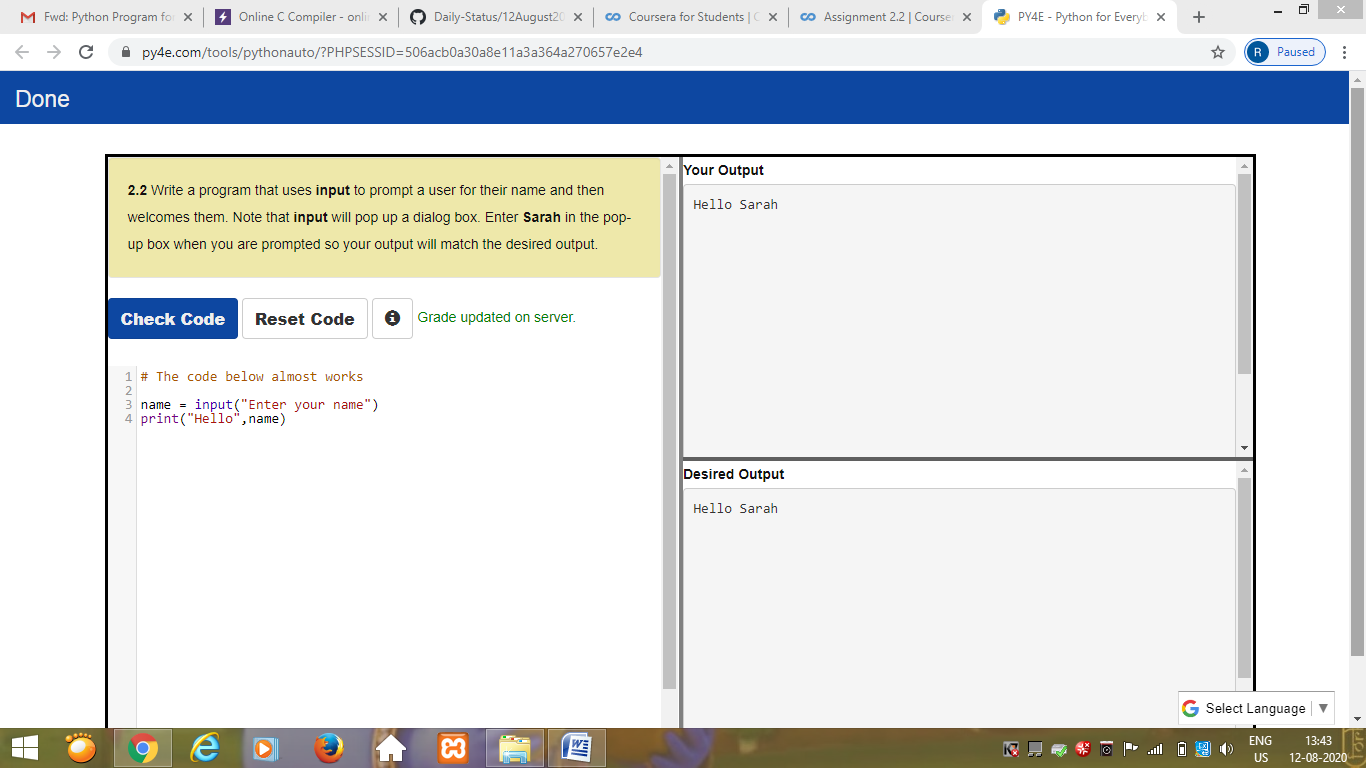 Fwd: Python Program fo
Online C Compiler - onli
Daily-Status/12August20
Coursera for Students | C
Assignment 2.2 | Course
PY4E - Python for Everyb
py4e.com/tools/pythonauto/?PHPSESSID=506acb0a30a8e11a3a364a270657e2e4
R Paused
Done
2.2 Write a program that uses input to prompt a user for their name and then
welcomes them. Note that input will pop up a dialog box. Enter Sarah in the pop-
up box when you are prompted so your output will match the desired output.
Check Code
Reset Code
Grade updated on server.
1 # The code below almost works
2
3 name = input("Enter your name")
4 print("Hello",name)
Your Output
Hello Sarah
Desired Output
Hello Sarah
G Select Language
ENG
US
13:43
12-08-2020